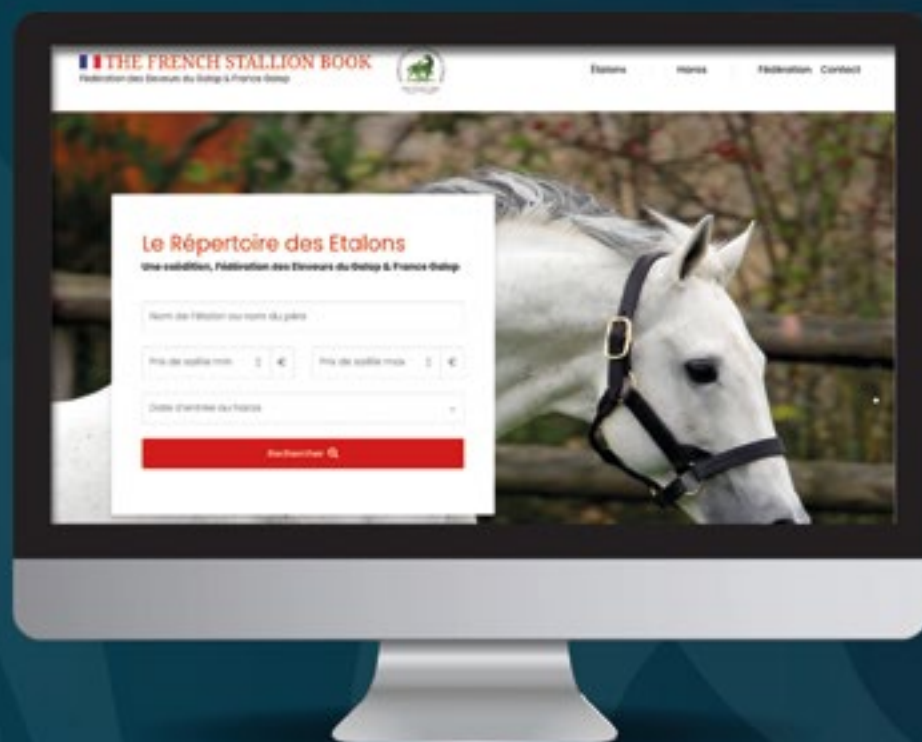 THE FRENCH STALLION BOOK
Fédération des Eleveurs du Galop & France Galop
Étalons Haras Fédération Contact
Le Répertoire des Etalons
Une coédition, Fédération des Eleveurs du Galop & France Galop
Nom de l'étalon ou nom du père
Prix de saillie min € Prix de saillie max €
Date d'entrée au haras
Rechercher